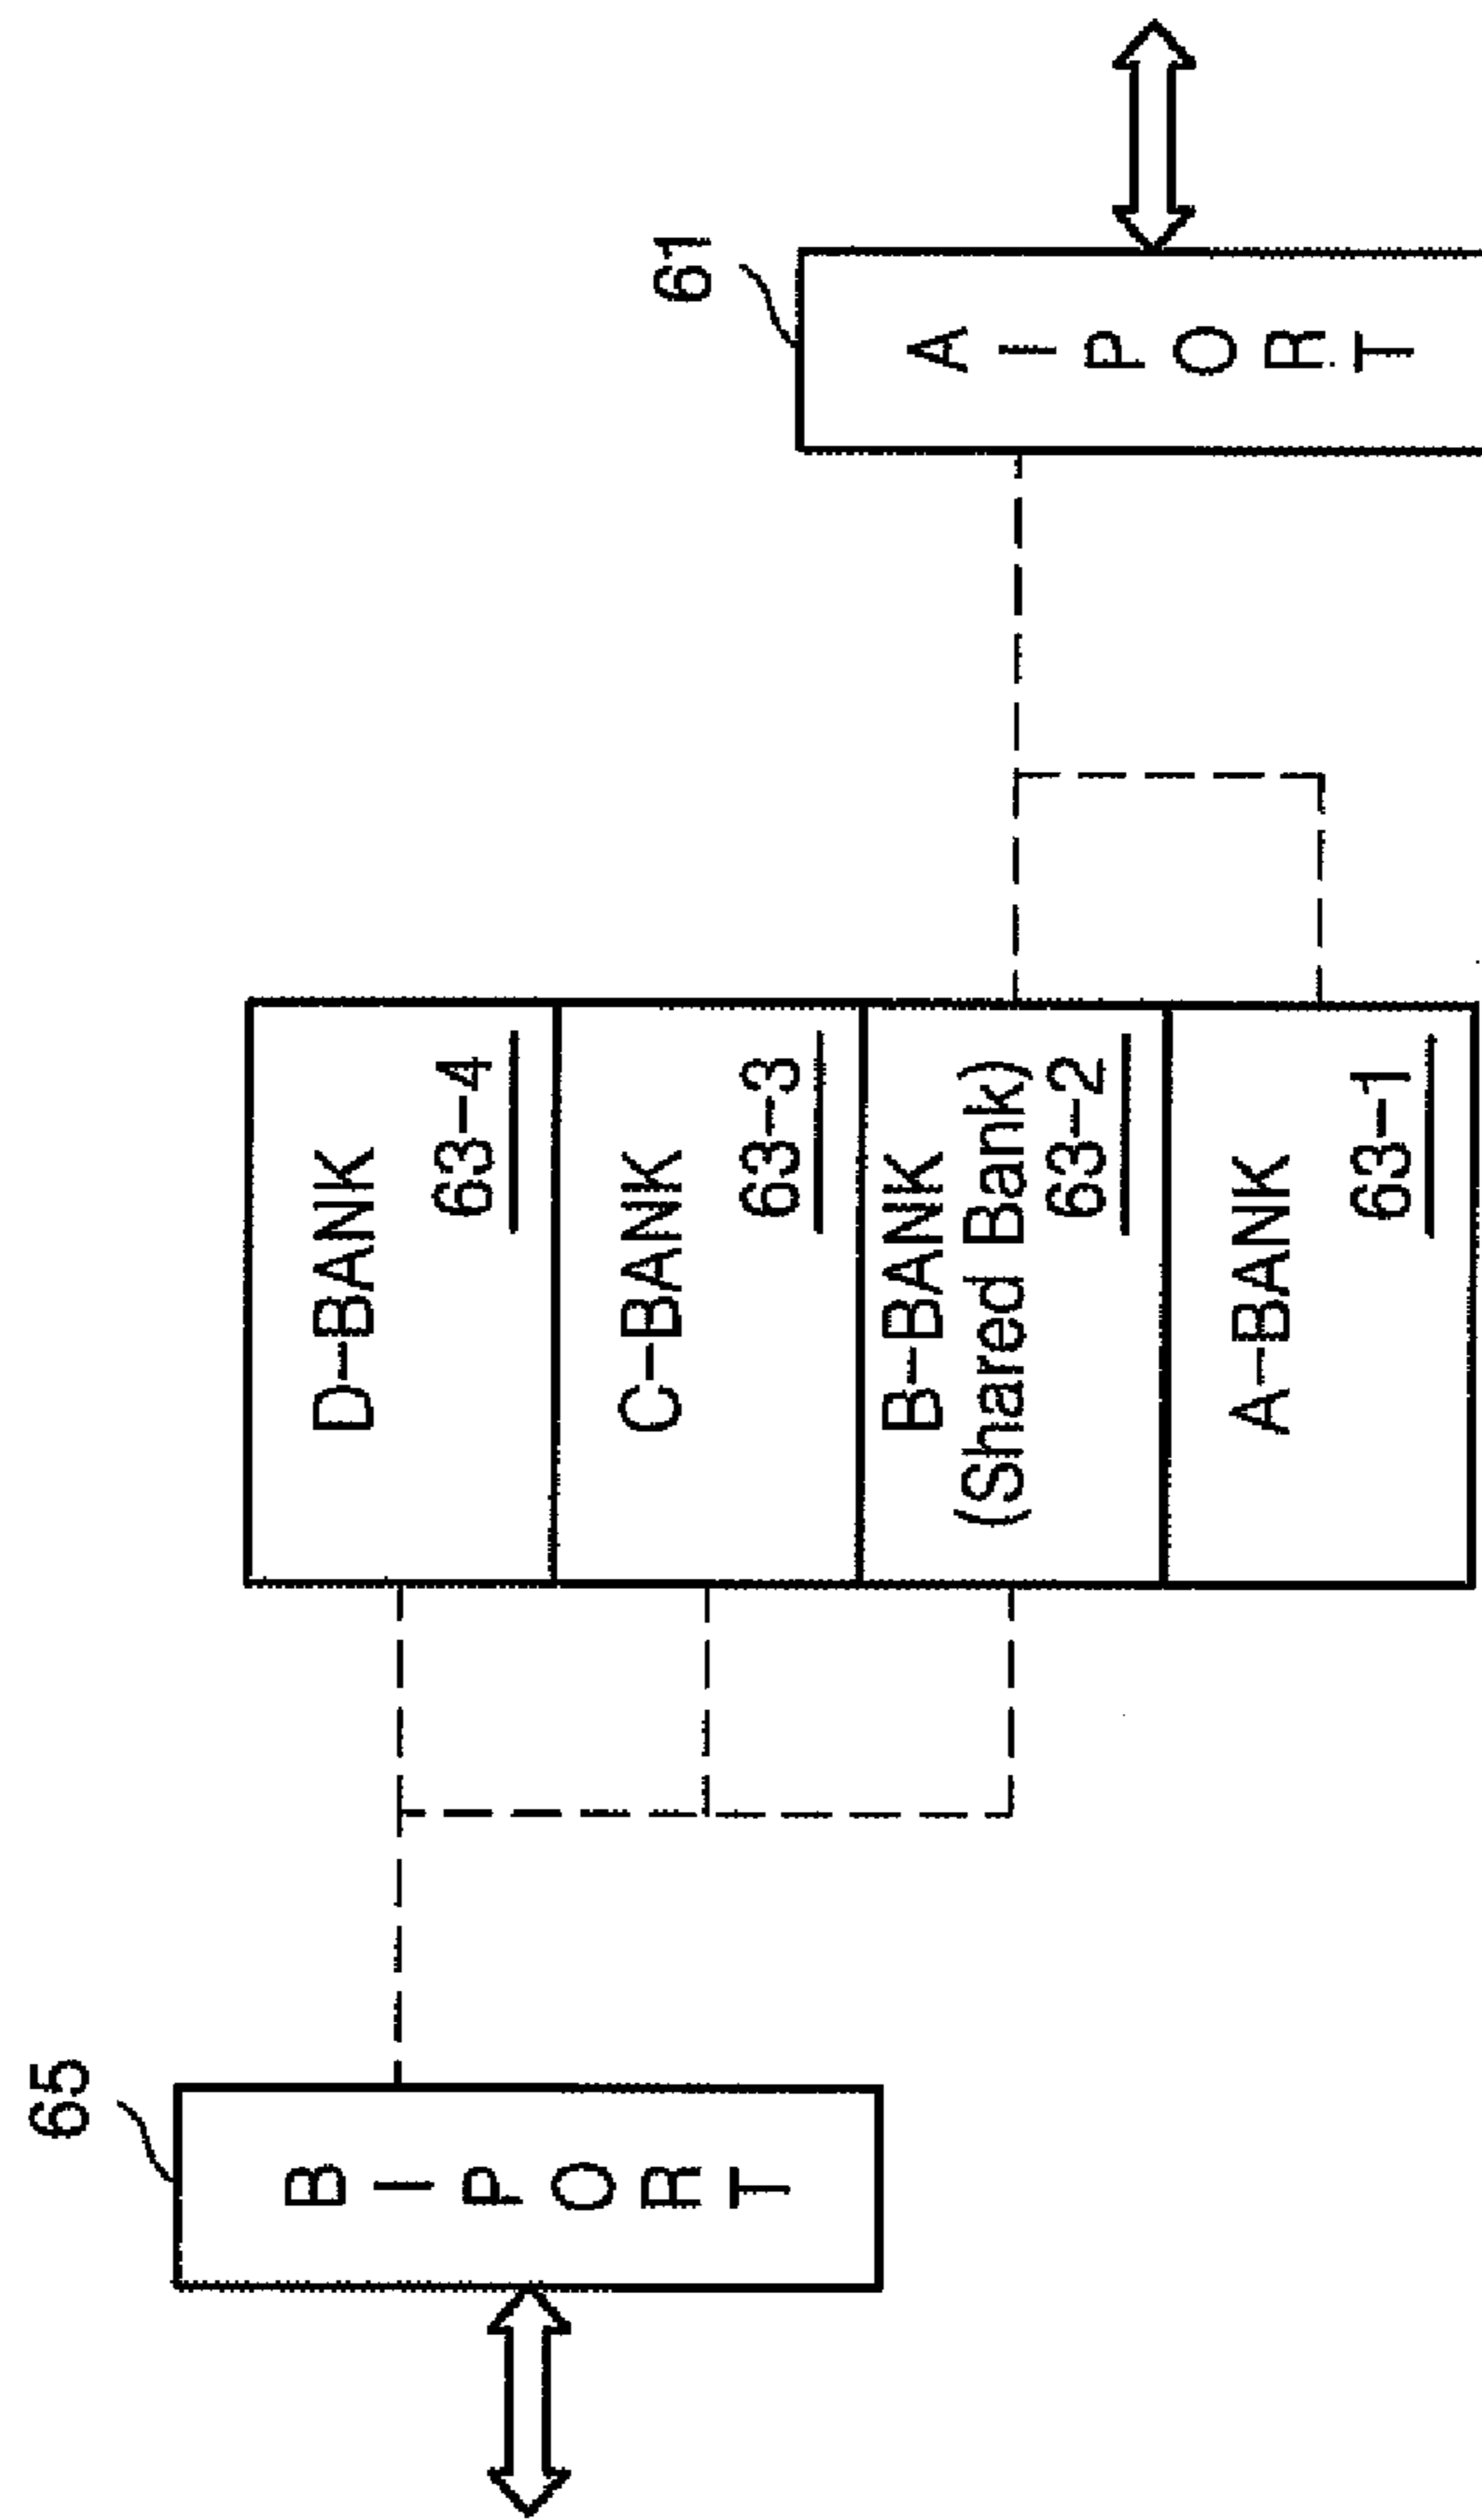 65
B-PORT
D-BANK
63-4
C-BANK
63-3
B-BANK
(Shared Bank)
63-2
A-BANK
63-1
61
A-PORT